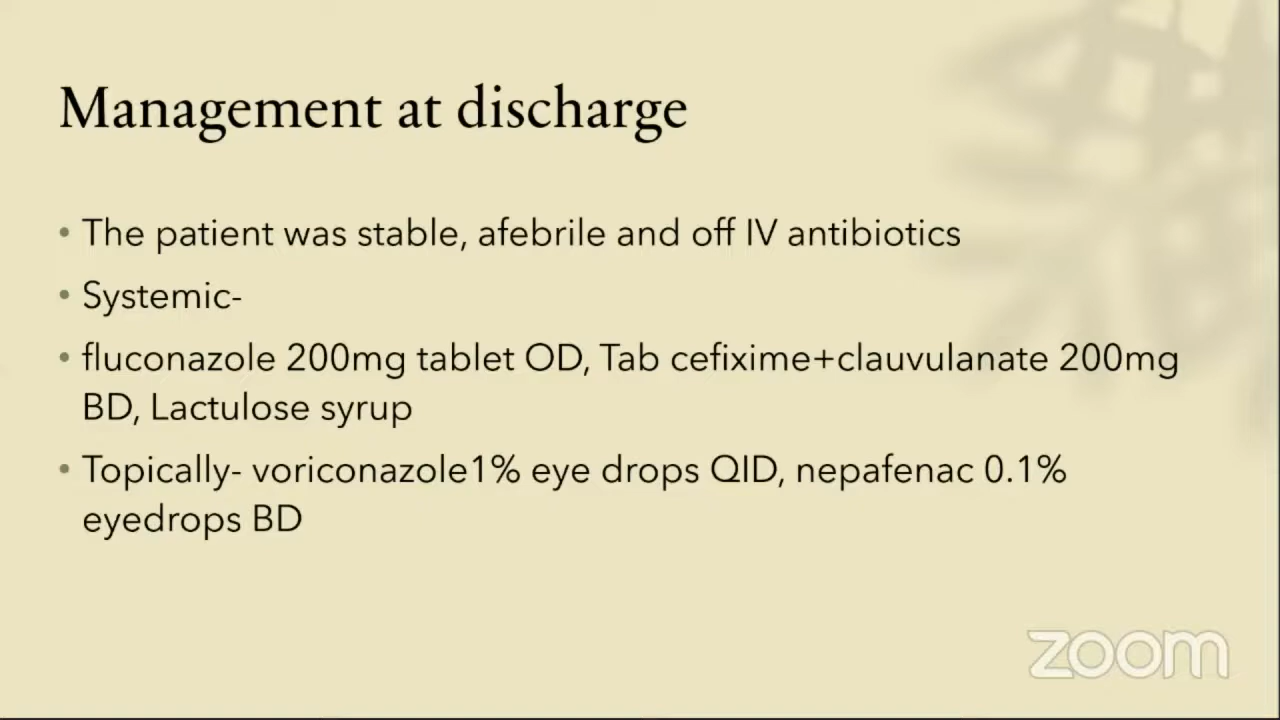 Management at discharge
• The patient was stable, afebrile and off IV antibiotics
• Systemic-
• fluconazole 200mg tablet OD, Tab cefixime+clauvulanate 200mg
BD, Lactulose syrup
• Topically- voriconazole1% eye drops QID, nepafenac 0.1%
eyedrops BD
zoom